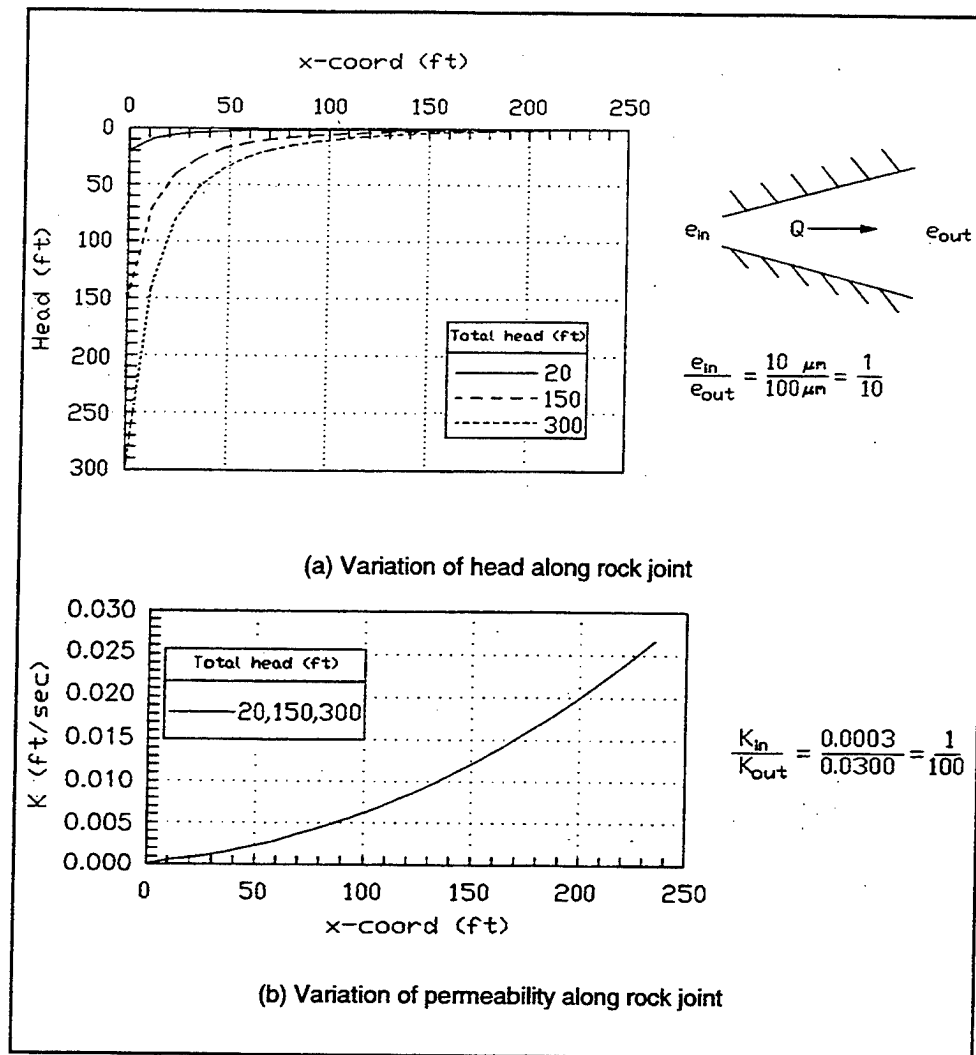 x-coord (ft)
0 50 100 150 200 250
0
50
100
150
200
250
300
Head (ft)
Total head (ft)
20
150
300
e_in Q e_out
e_in / e_out = 10 μm / 100 μm = 1 / 10
(a) Variation of head along rock joint
0.030
0.025
0.020
0.015
0.010
0.005
0.000
K (ft/sec)
Total head (ft)
20,150,300
K_in / K_out = 0.0003 / 0.0300 = 1 / 100
0 50 100 150 200 250
x-coord (ft)
(b) Variation of permeability along rock joint